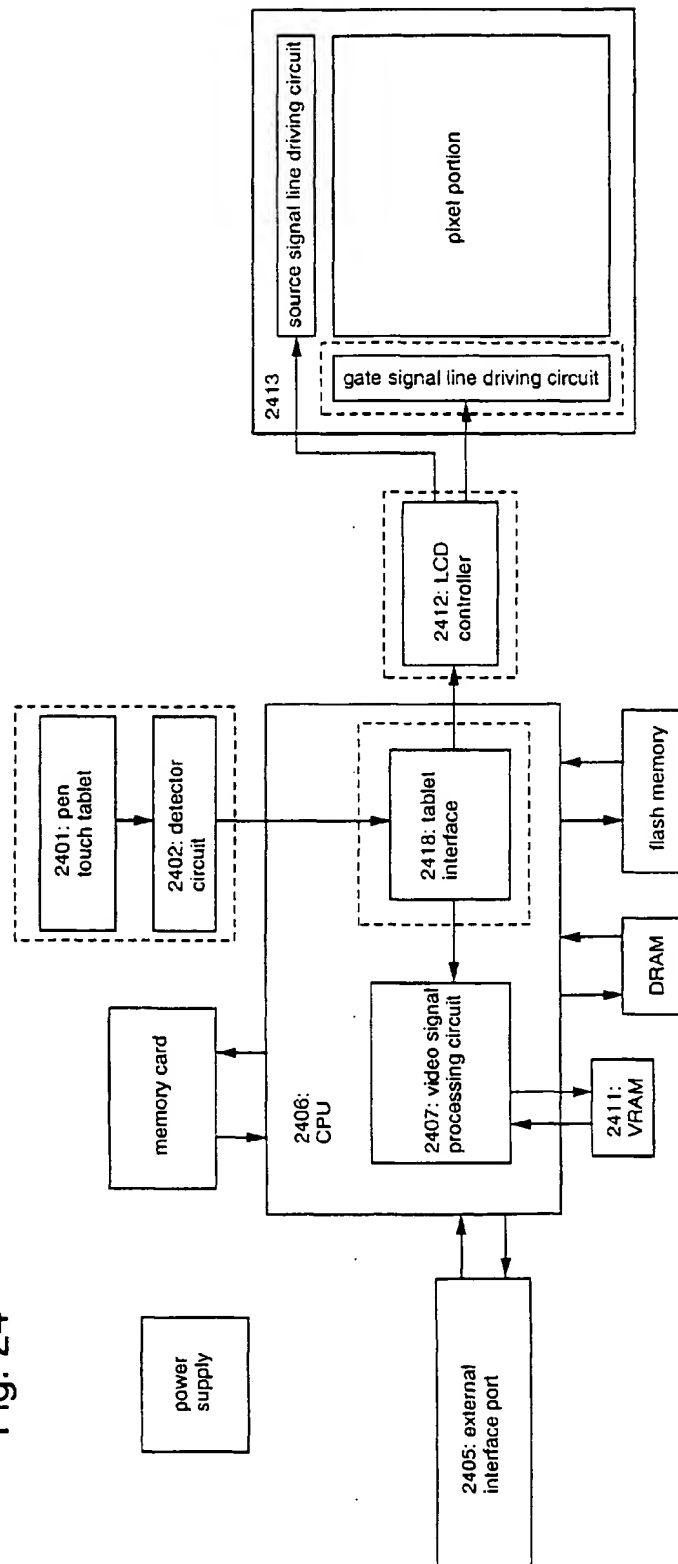 Fig. 24
power
supply
2405: external
interface port
memory card
2406:
CPU
2407: video signal
processing circuit
2411:
VRAM
2401: pen
touch tablet
2402: detector
circuit
2418: tablet
interface
DRAM
flash memory
2412: LCD
controller
2413
source signal line driving circuit
gate signal line driving circuit
pixel portion